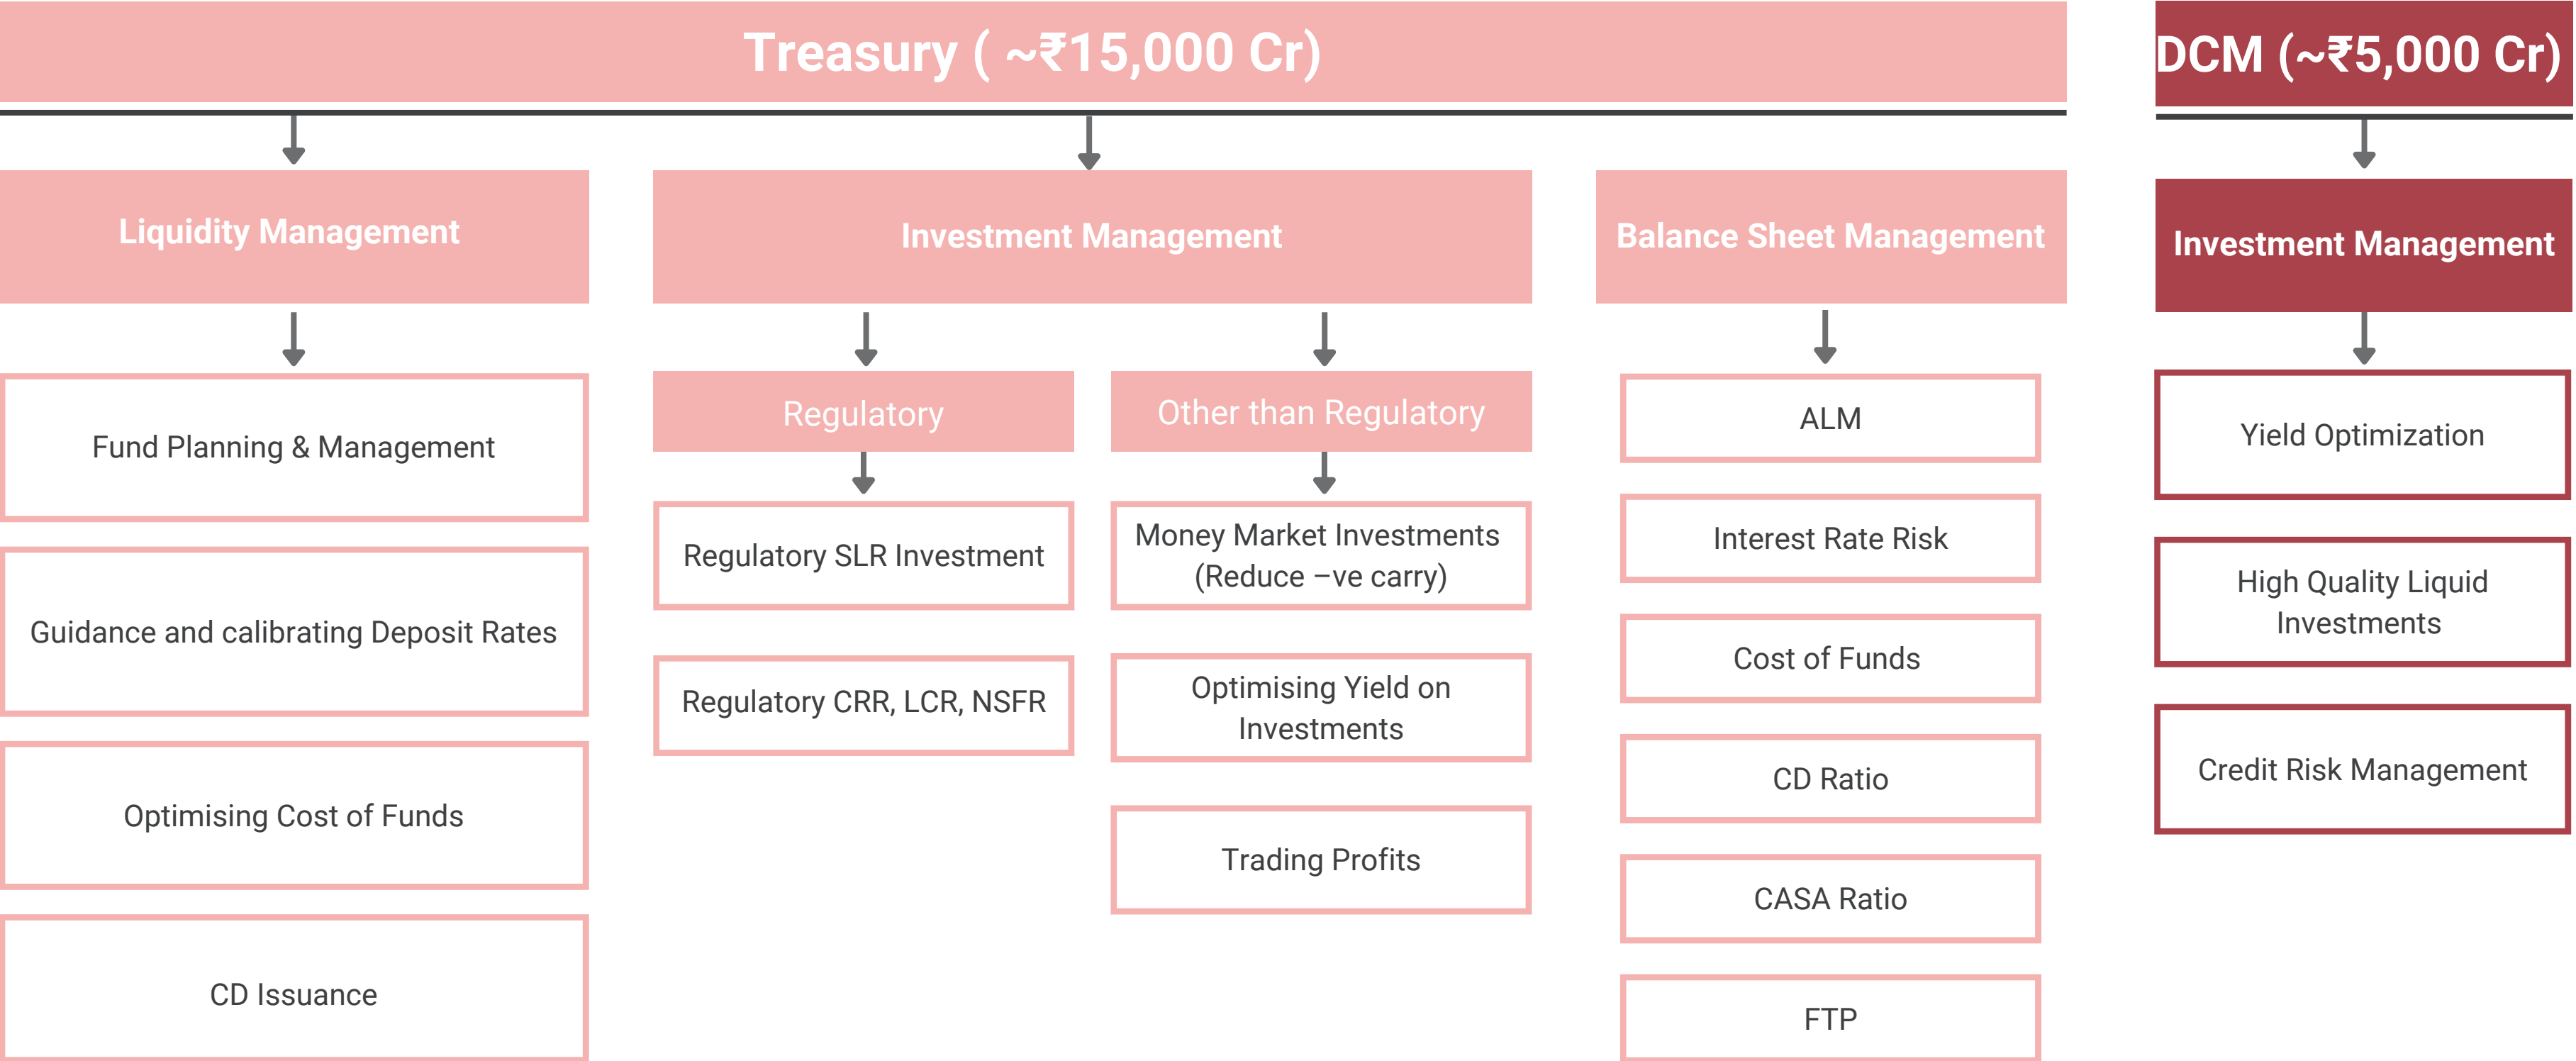 Treasury ( ~₹15,000 Cr)
DCM (~₹5,000 Cr)
Liquidity Management
Investment Management
Balance Sheet Management
Investment Management
Fund Planning & Management
Guidance and calibrating Deposit Rates
Optimising Cost of Funds
CD Issuance
Regulatory
Regulatory SLR Investment
Regulatory CRR, LCR, NSFR
Other than Regulatory
Money Market Investments
(Reduce –ve carry)
Optimising Yield on
Investments
Trading Profits
ALM
Interest Rate Risk
Cost of Funds
CD Ratio
CASA Ratio
FTP
Yield Optimization
High Quality Liquid
Investments
Credit Risk Management